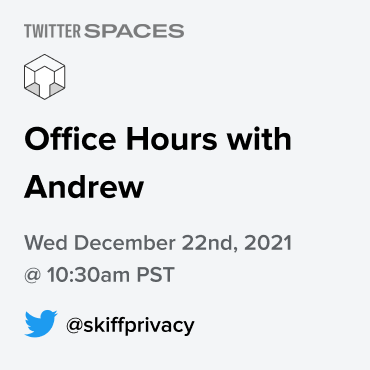 TWITTER SPACES
Office Hours with
Andrew
Wed December 22nd, 2021
@ 10:30am PST
@skiffprivacy